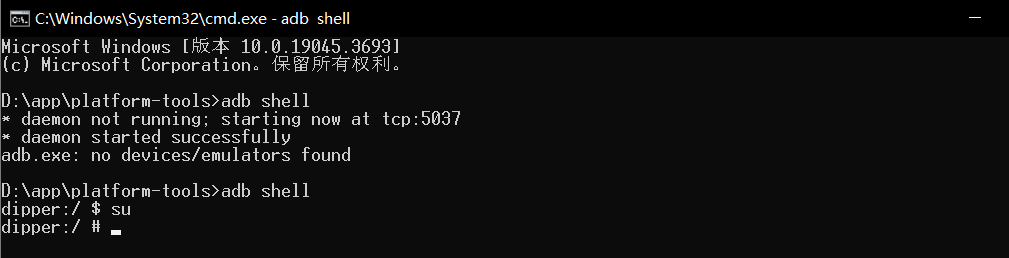 C:\Windows\System32\cmd.exe - adb  shell
Microsoft Windows [版本 10.0.19045.3693]
(c) Microsoft Corporation。保留所有权利。
D:\app\platform-tools>adb shell
* daemon not running; starting now at tcp:5037
* daemon started successfully
adb.exe: no devices/emulators found
D:\app\platform-tools>adb shell
dipper:/ $ su
dipper:/ #